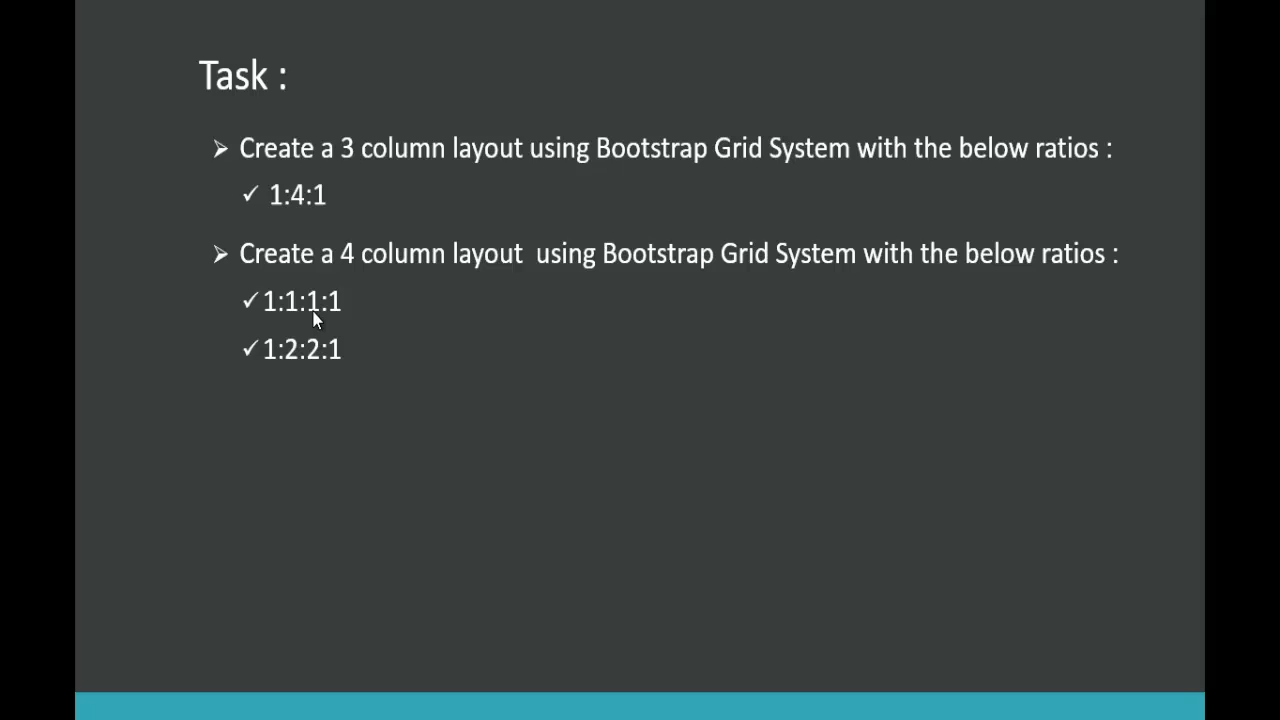 Task :
Create a 3 column layout using Bootstrap Grid System with the below ratios :
1:4:1
Create a 4 column layout  using Bootstrap Grid System with the below ratios :
1:1:1:1
1:2:2:1